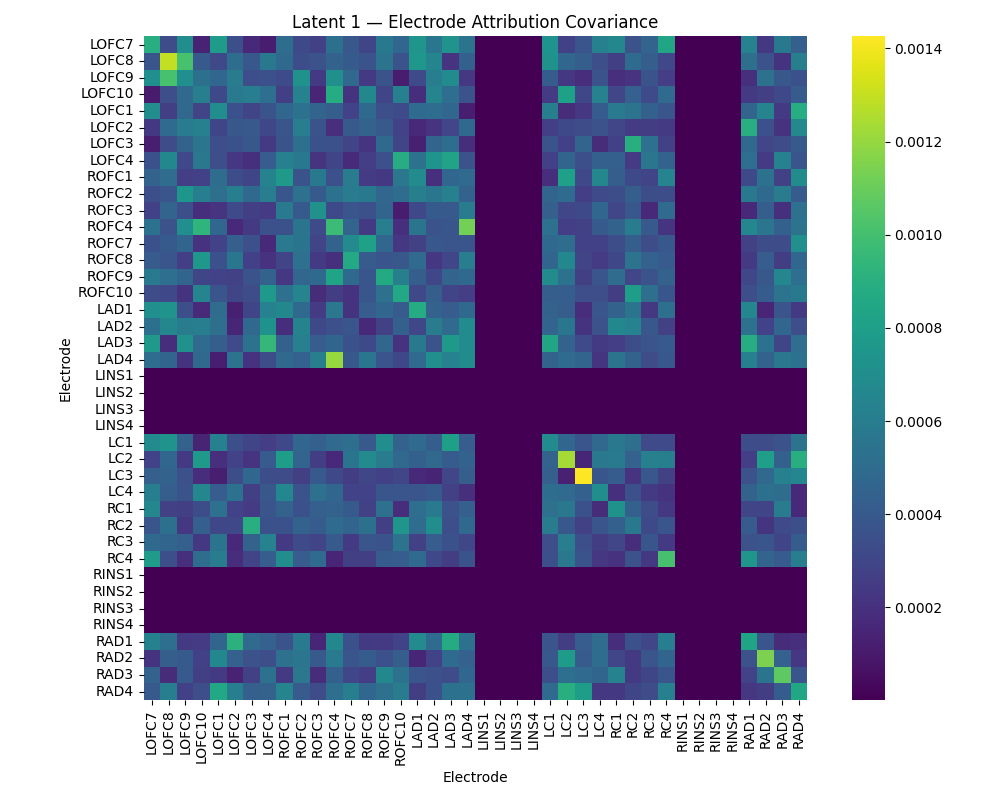 Latent 1 — Electrode Attribution Covariance
Electrode
LOFC7
LOFC8
LOFC9
LOFC10
LOFC1
LOFC2
LOFC3
LOFC4
ROFC1
ROFC2
ROFC3
ROFC4
ROFC7
ROFC8
ROFC9
ROFC10
LAD1
LAD2
LAD3
LAD4
LINS1
LINS2
LINS3
LINS4
LC1
LC2
LC3
LC4
RC1
RC2
RC3
RC4
RINS1
RINS2
RINS3
RINS4
RAD1
RAD2
RAD3
RAD4
LOFC7
LOFC8
LOFC9
LOFC10
LOFC1
LOFC2
LOFC3
LOFC4
ROFC1
ROFC2
ROFC3
ROFC4
ROFC7
ROFC8
ROFC9
ROFC10
LAD1
LAD2
LAD3
LAD4
LINS1
LINS2
LINS3
LINS4
LC1
LC2
LC3
LC4
RC1
RC2
RC3
RC4
RINS1
RINS2
RINS3
RINS4
RAD1
RAD2
RAD3
RAD4
Electrode
0.0014
0.0012
0.0010
0.0008
0.0006
0.0004
0.0002